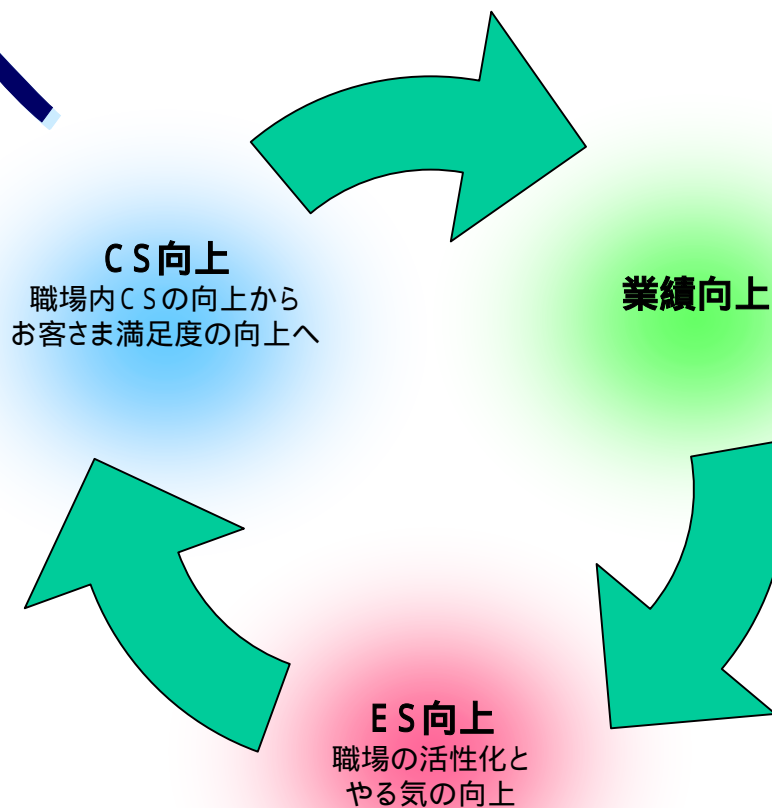 CS向上
職場内CSの向上から
お客さま満足度の向上へ
業績向上
ES向上
職場の活性化と
やる気の向上